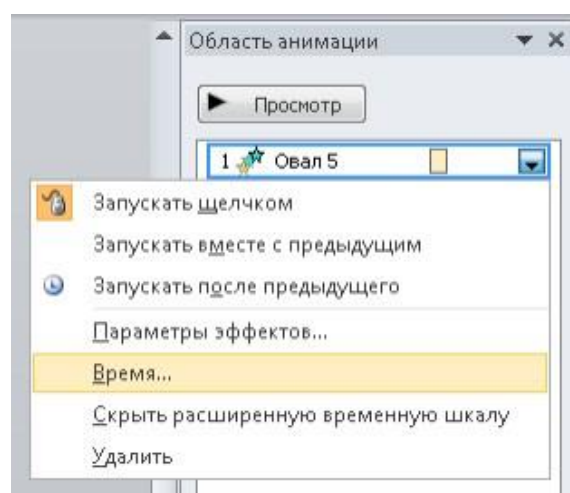 Область анимации
Просмотр
1 Овал 5
Запускать щелчком
Запускать вместе с предыдущим
Запускать после предыдущего
Параметры эффектов...
Время...
Скрыть расширенную временную шкалу
Удалить